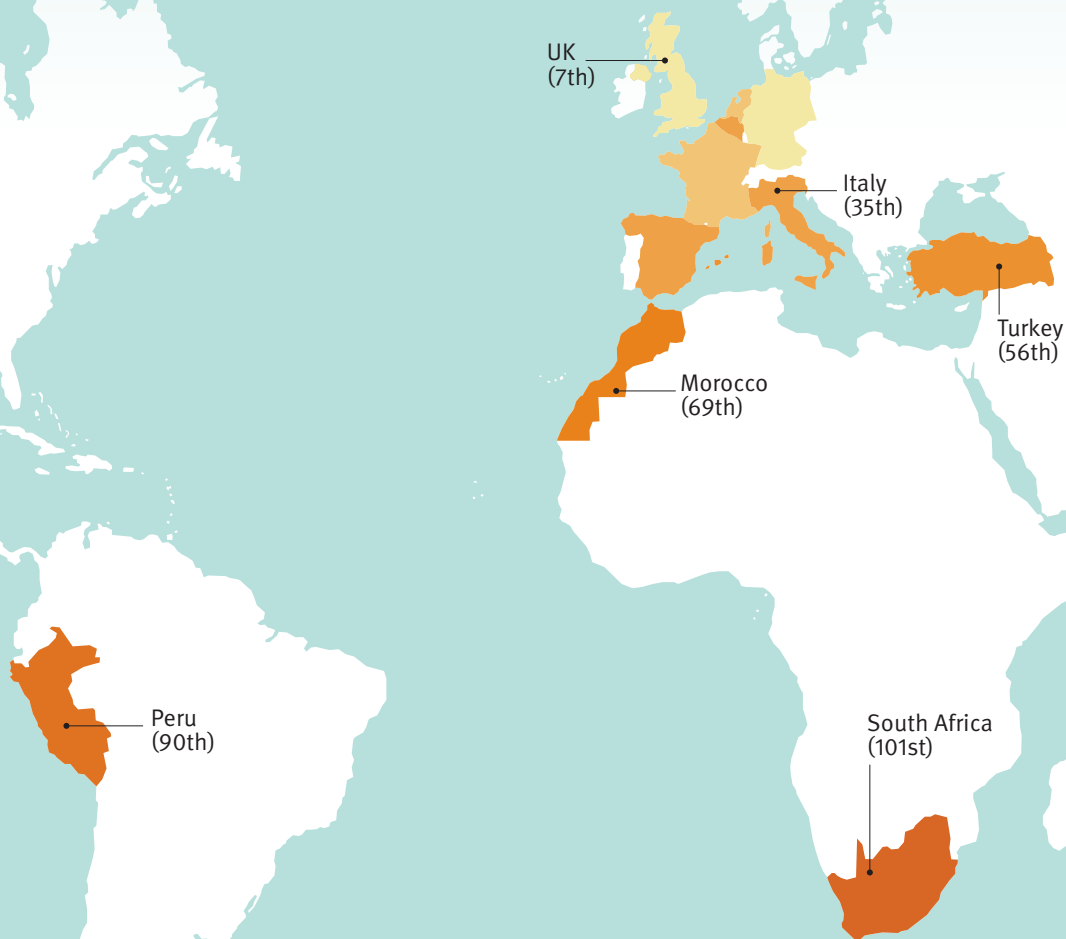 UK
(7th)
Italy
(35th)
Turkey
(56th)
Morocco
(69th)
Peru
(90th)
South Africa
(101st)